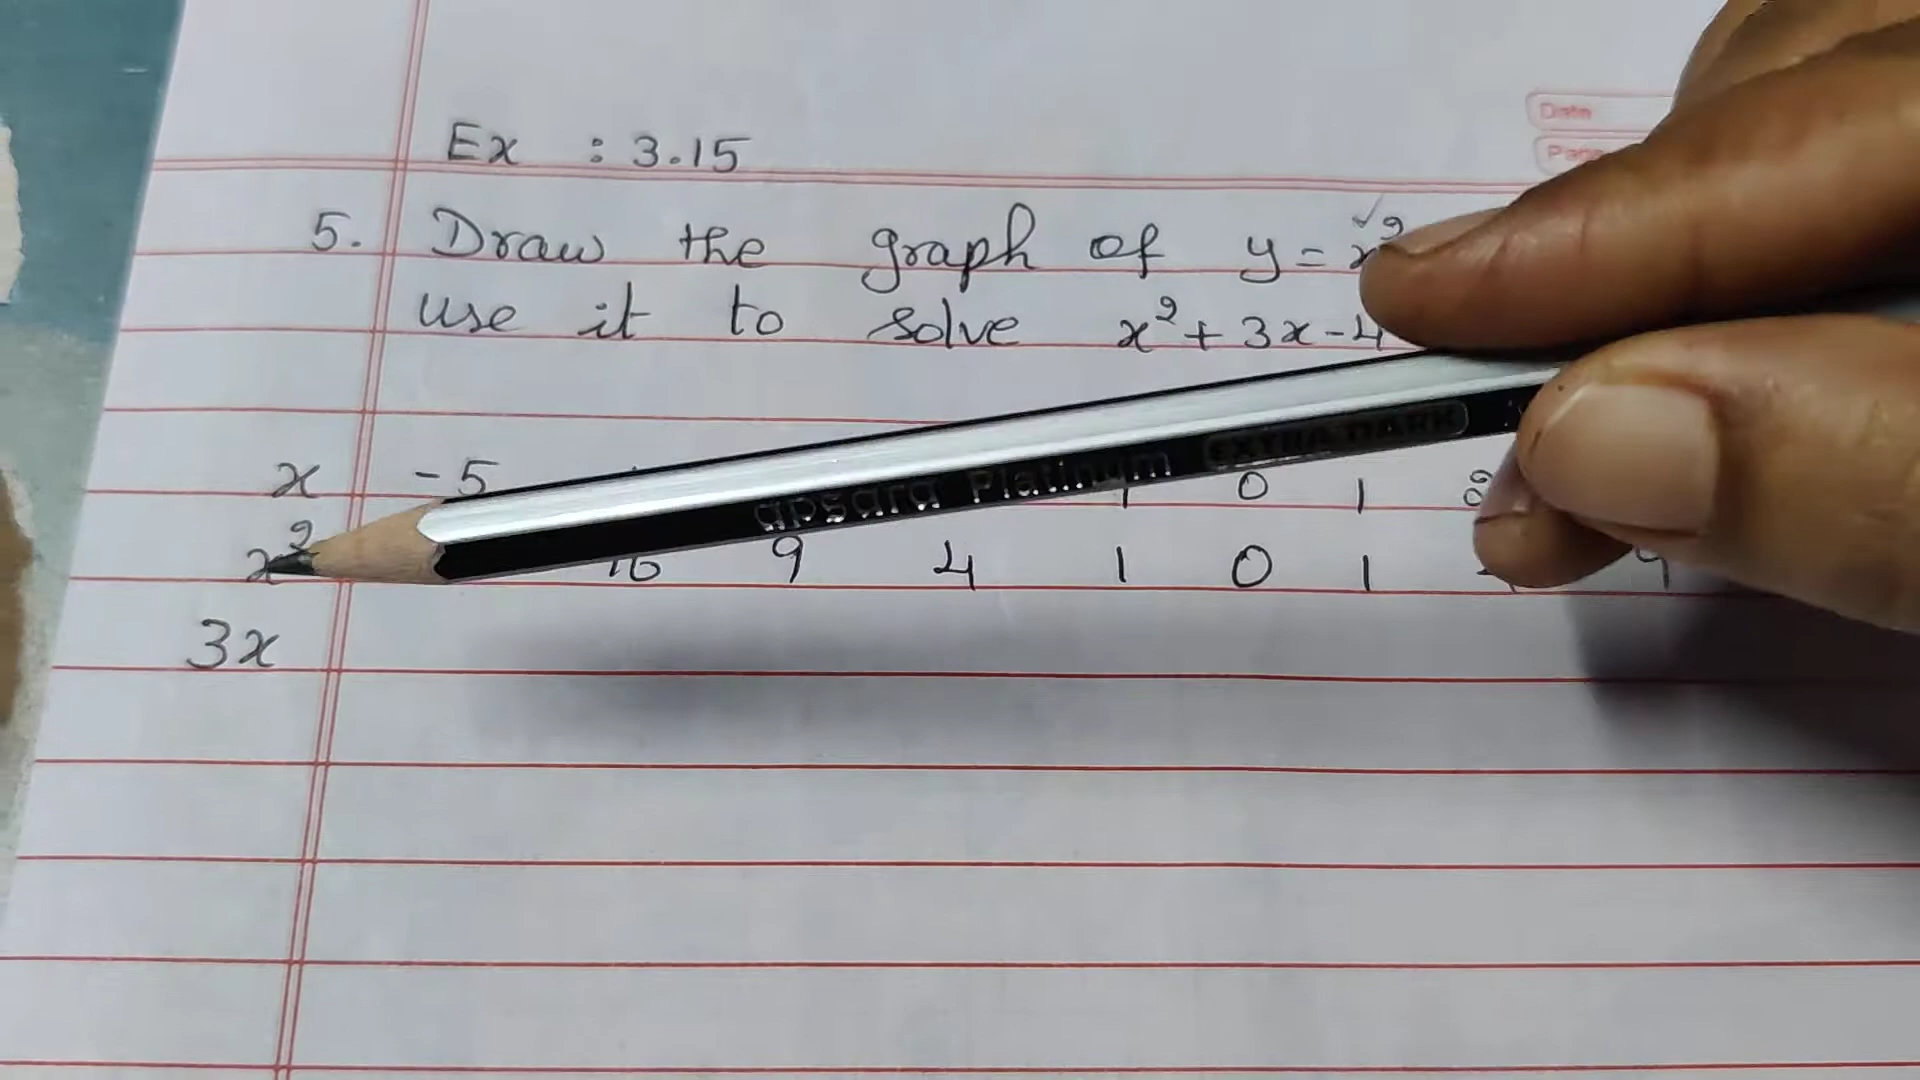 Date
Ex : 3.15
5. Draw the graph of y = x²
use it to solve x² + 3x - 4
x -5 0 1
x² 16 9 4 1 0 1
3x
apsara Platinum EXTRA DARK